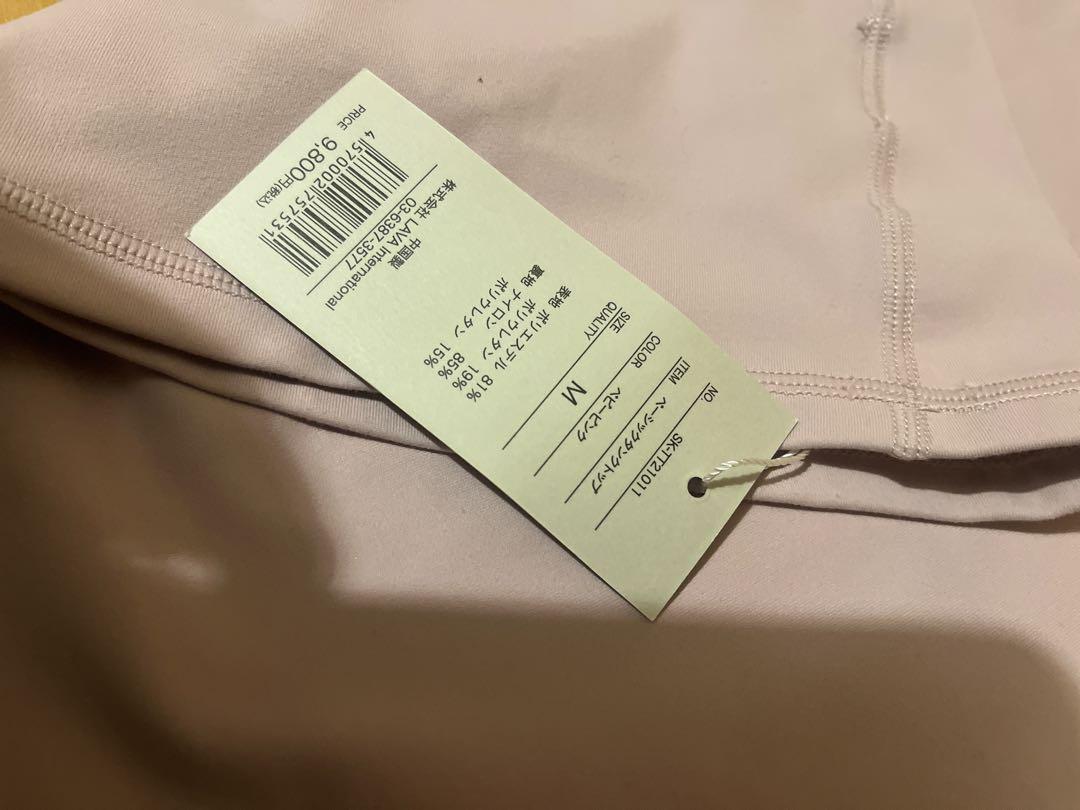 NO. SK-TT21011
ITEM ベーシックタンクトップ
COLOR ベビーピンク
SIZE M
QUALITY
表地 ポリエステル 81%
ポリウレタン 19%
裏地 ナイロン 85%
ポリウレタン 15%
中国製
株式会社 LAVA International
03-6387-3577
4570002757531
PRICE 9,800円(税込)